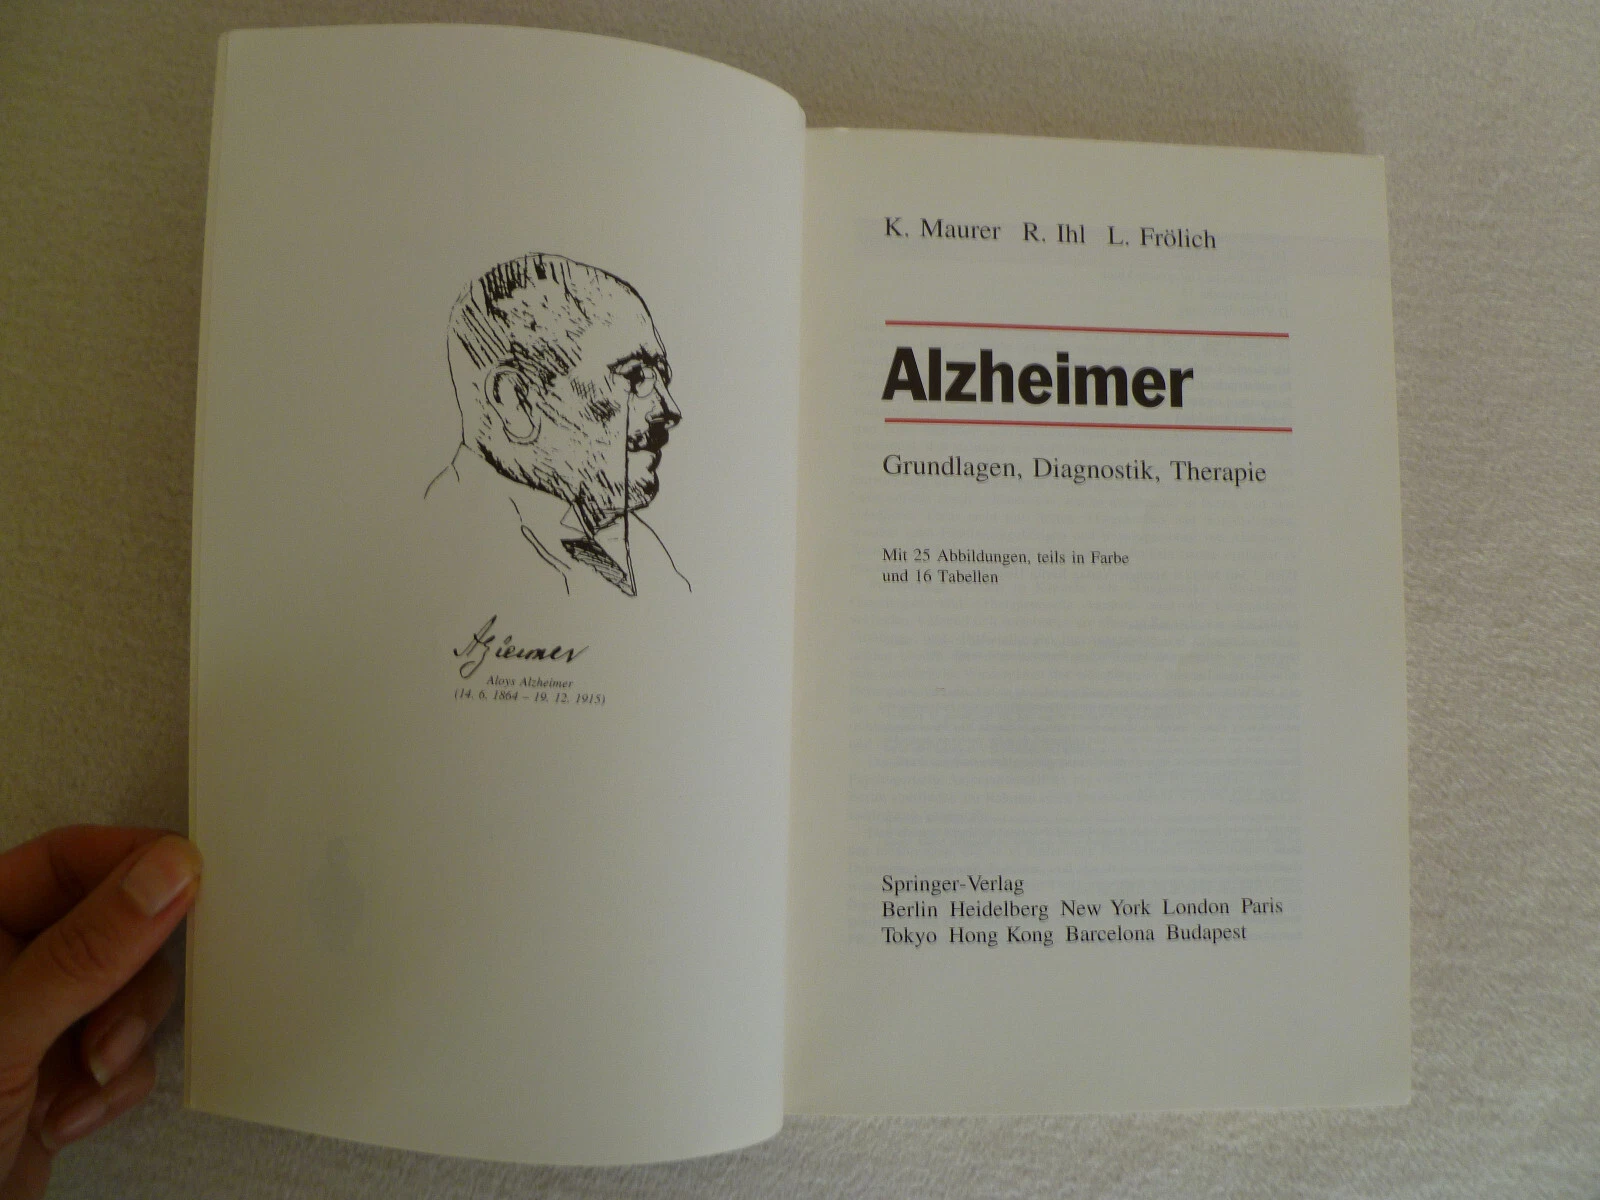 Alzheimer
Aloys Alzheimer
(14. 6. 1864 – 19. 12. 1915)
K. Maurer R. Ihl L. Frölich
Alzheimer
Grundlagen, Diagnostik, Therapie
Mit 25 Abbildungen, teils in Farbe
und 16 Tabellen
Springer-Verlag
Berlin Heidelberg New York London Paris
Tokyo Hong Kong Barcelona Budapest